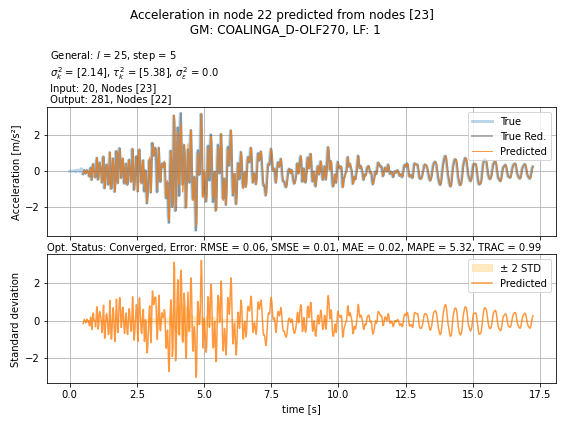 Acceleration in node 22 predicted from nodes [23]
GM: COALINGA_D-OLF270, LF: 1
General: l = 25, step = 5
σ²ₖ = [2.14], τ²ₖ = [5.38], σ²ε = 0.0
Input: 20, Nodes [23]
Output: 281, Nodes [22]
Acceleration [m/s²]
2
0
−2
True
True Red.
Predicted
Opt. Status: Converged, Error: RMSE = 0.06, SMSE = 0.01, MAE = 0.02, MAPE = 5.32, TRAC = 0.99
Standard deviation
2
0
−2
± 2 STD
Predicted
0.0 2.5 5.0 7.5 10.0 12.5 15.0 17.5
time [s]